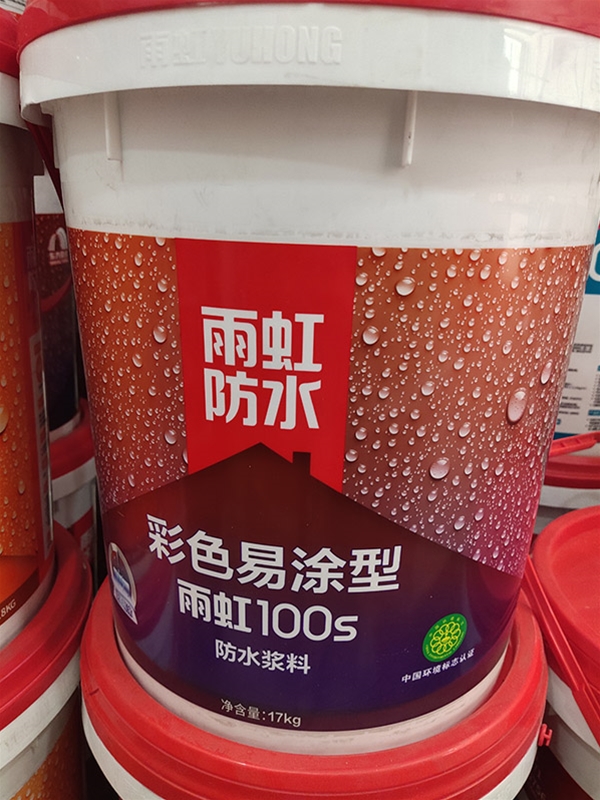 雨虹YUHONG
雨虹
防水
彩色易涂型
雨虹100s
防水浆料
中国环境标志认证
净含量:17kg
8KG